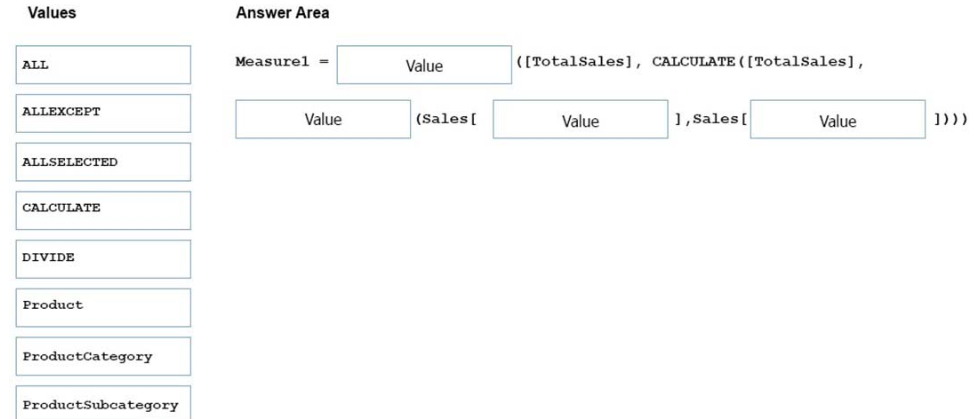 Values Answer Area
ALL
Measure1 = Value ([TotalSales], CALCULATE([TotalSales],
ALLEXCEPT
Value (Sales[ Value ],Sales[ Value ])))
ALLSELECTED
CALCULATE
DIVIDE
Product
ProductCategory
ProductSubcategory